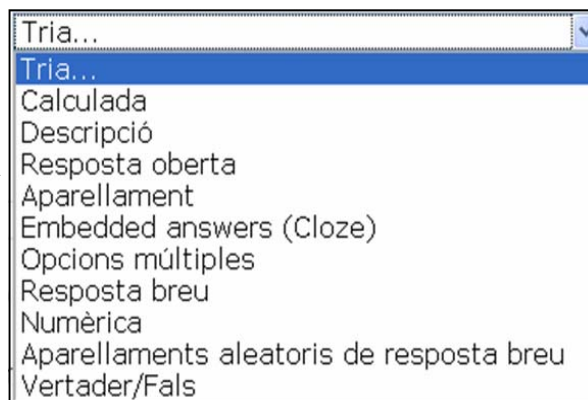 Tria...
Tria...
Calculada
Descripció
Resposta oberta
Aparellament
Embedded answers (Cloze)
Opcions múltiples
Resposta breu
Numèrica
Aparellaments aleatoris de resposta breu
Vertader/Fals